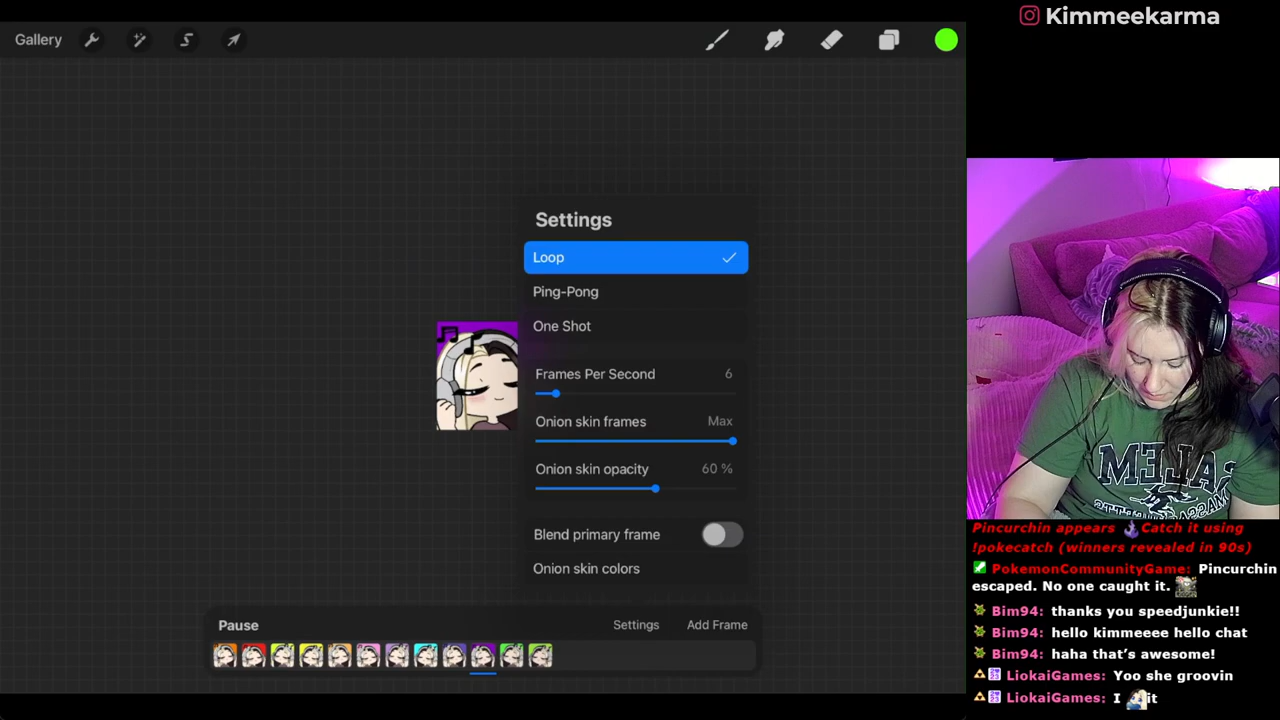 Gallery
Kimmeekarma
Settings
Loop
Ping-Pong
One Shot
Frames Per Second 6
Onion skin frames Max
Onion skin opacity 60 %
Blend primary frame
Onion skin colors
Pause Settings Add Frame
SALEM
MASSACHUSETTS
Pincurchin appears Catch it using
!pokecatch (winners revealed in 90s)
PokemonCommunityGame: Pincurchin
escaped. No one caught it.
Bim94: thanks you speedjunkie!!
Bim94: hello kimmeeee hello chat
Bim94: haha that's awesome!
LiokaiGames: Yoo she groovin
LiokaiGames: I it